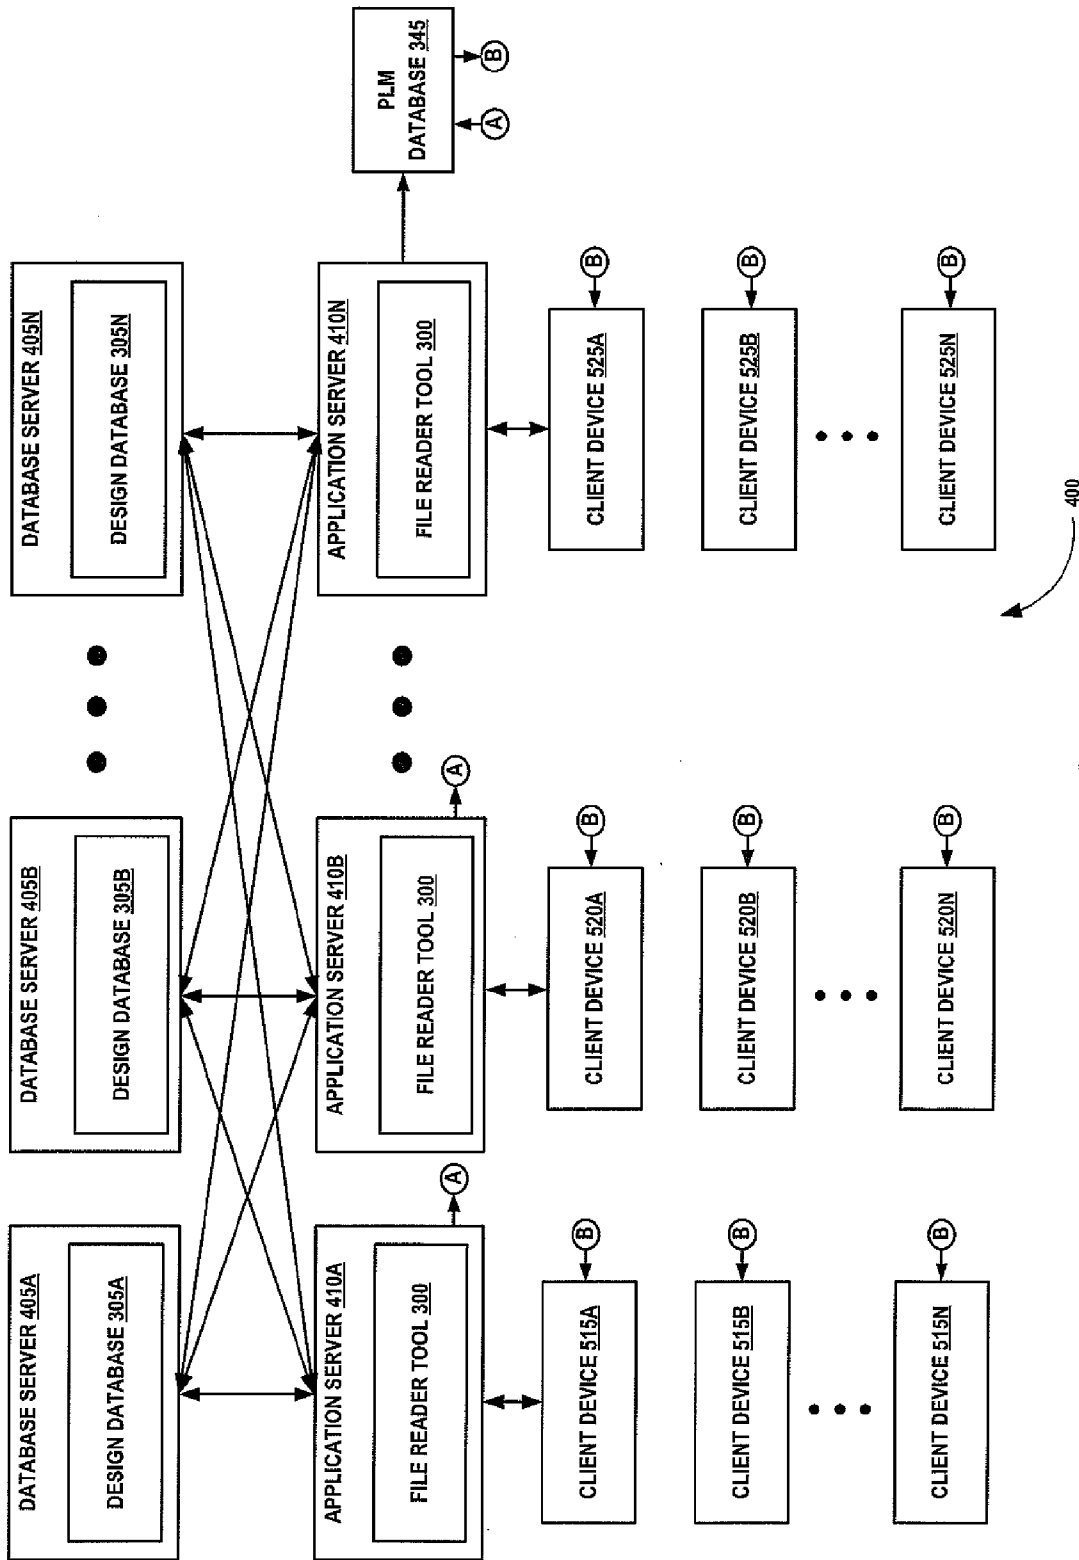 DATABASE SERVER 405A
DESIGN DATABASE 305A
DATABASE SERVER 405B
DESIGN DATABASE 305B
DATABASE SERVER 405N
DESIGN DATABASE 305N
APPLICATION SERVER 410A
FILE READER TOOL 300
A
APPLICATION SERVER 410B
FILE READER TOOL 300
A
APPLICATION SERVER 410N
FILE READER TOOL 300
PLM
DATABASE 345
A
B
CLIENT DEVICE 515A
B
CLIENT DEVICE 520A
B
CLIENT DEVICE 525A
B
CLIENT DEVICE 515B
B
CLIENT DEVICE 520B
B
CLIENT DEVICE 525B
B
CLIENT DEVICE 515N
B
CLIENT DEVICE 520N
B
CLIENT DEVICE 525N
B
400